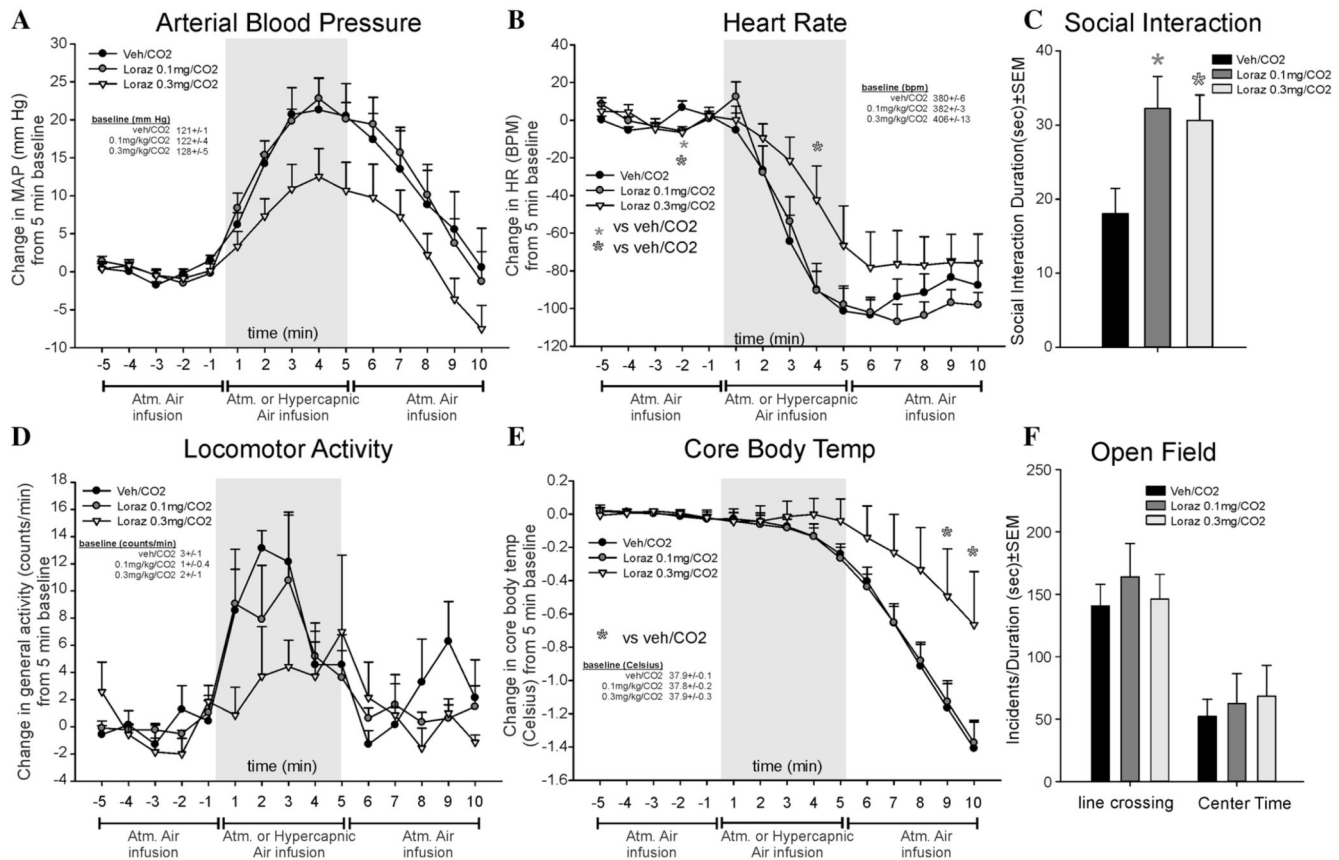 A Arterial Blood Pressure
Change in MAP (mm Hg)
from 5 min baseline
30
25
20
15
10
5
0
-5
-10
Veh/CO2
Loraz 0.1mg/CO2
Loraz 0.3mg/CO2
baseline (mm Hg)
veh/CO2 121+/-1
0.1mg/kg/CO2 122+/-4
0.3mg/kg/CO2 128+/-5
time (min)
-5 -4 -3 -2 -1 1 2 3 4 5 6 7 8 9 10
Atm. Air
infusion
Atm. or Hypercapnic
Air infusion
Atm. Air
infusion
B Heart Rate
Change in HR (BPM)
from 5 min baseline
40
20
0
-20
-40
-60
-80
-100
-120
baseline (bpm)
veh/CO2 380+/-6
0.1mg/kg/CO2 382+/-3
0.3mg/kg/CO2 406+/-13
*
*
*
Veh/CO2
Loraz 0.1mg/CO2
Loraz 0.3mg/CO2
* vs veh/CO2
* vs veh/CO2
time (min)
-5 -4 -3 -2 -1 1 2 3 4 5 6 7 8 9 10
Atm. Air
infusion
Atm. or Hypercapnic
Air infusion
Atm. Air
infusion
C Social Interaction
Social Interaction Duration(sec)±SEM
40
30
20
10
0
Veh/CO2
Loraz 0.1mg/CO2
Loraz 0.3mg/CO2
*
*
D Locomotor Activity
Change in general activity (counts/min)
from 5 min baseline
18
16
14
12
10
8
6
4
2
0
-2
-4
Veh/CO2
Loraz 0.1mg/CO2
Loraz 0.3mg/CO2
baseline (counts/min)
veh/CO2 3+/-1
0.1mg/kg/CO2 1+/-0.4
0.3mg/kg/CO2 2+/-1
time (min)
-5 -4 -3 -2 -1 1 2 3 4 5 6 7 8 9 10
Atm. Air
infusion
Atm. or Hypercapnic
Air infusion
Atm. Air
infusion
E Core Body Temp
Change in core body temp
(Celsius) from 5 min baseline
0.2
0.0
-0.2
-0.4
-0.6
-0.8
-1.0
-1.2
-1.4
-1.6
Veh/CO2
Loraz 0.1mg/CO2
Loraz 0.3mg/CO2
*
*
* vs veh/CO2
baseline (Celsius)
veh/CO2 37.9+/-0.1
0.1mg/kg/CO2 37.8+/-0.2
0.3mg/kg/CO2 37.9+/-0.3
time (min)
-5 -4 -3 -2 -1 1 2 3 4 5 6 7 8 9 10
Atm. Air
infusion
Atm. or Hypercapnic
Air infusion
Atm. Air
infusion
F Open Field
Incidents/Duration (sec)±SEM
250
200
150
100
50
0
Veh/CO2
Loraz 0.1mg/CO2
Loraz 0.3mg/CO2
line crossing Center Time